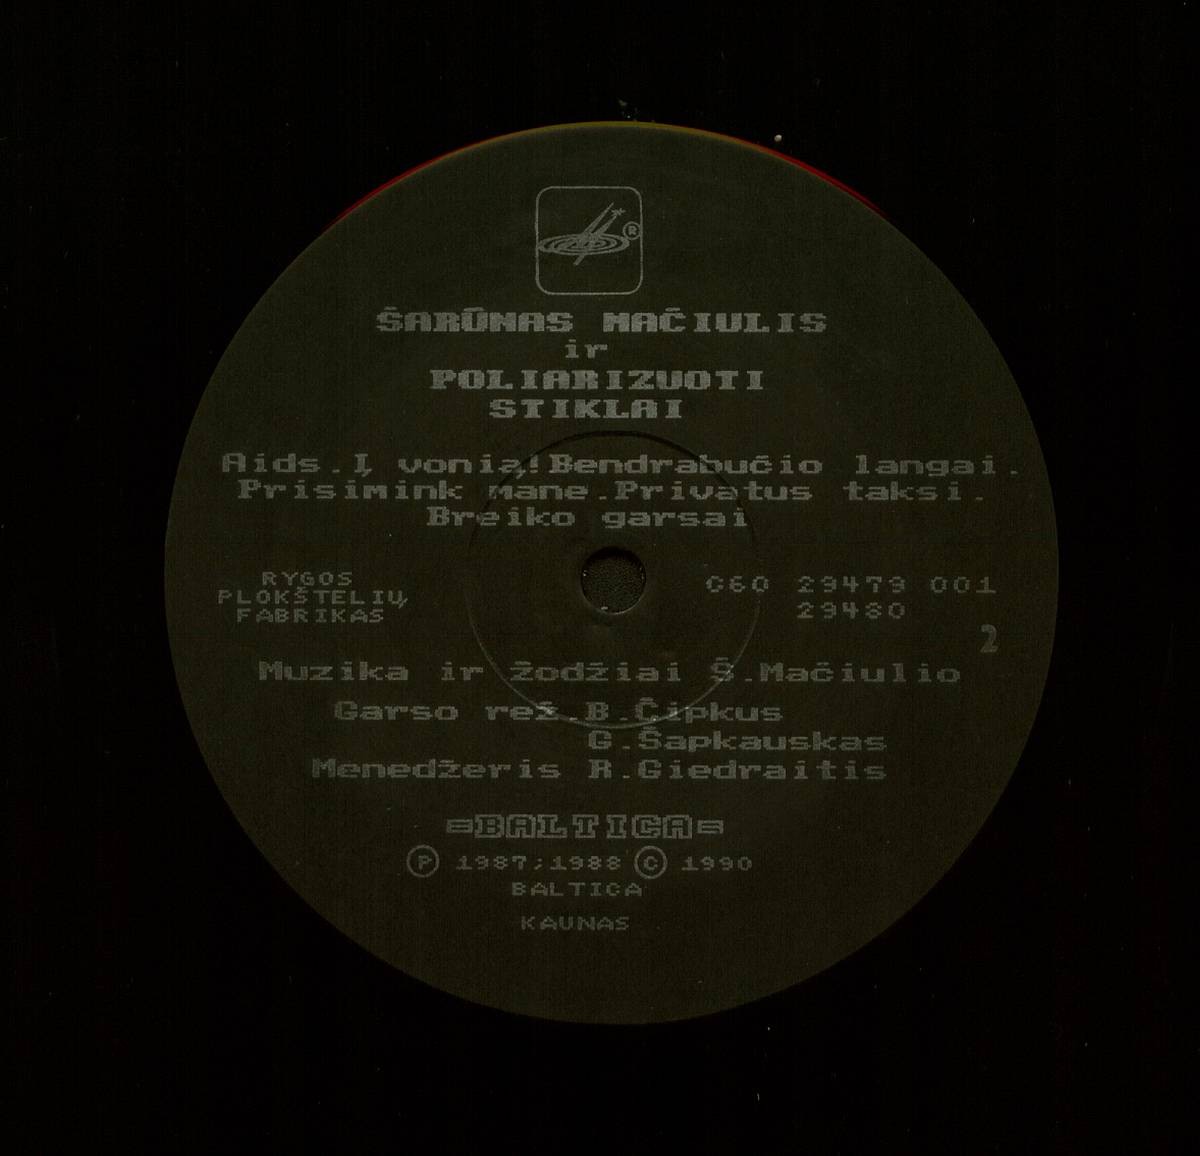 ®
ŠARŪNAS MAČIULIS
ir
POLIARIZUOTI
STIKLAI
Aids. Į vonią! Bendrabučio langai.
Prisimink mane. Privatus taksi.
Breiko garsai
RYGOS
PLOKŠTELIŲ
FABRIKAS
C60 29479 001
29480
2
Muzika ir žodžiai Š.Mačiulio
Garso rež. B.Čipkus
G.Šapkauskas
Menedžeris R.Giedraitis
=BALTICA=
Ⓟ 1987;1988 © 1990
BALTICA
KAUNAS